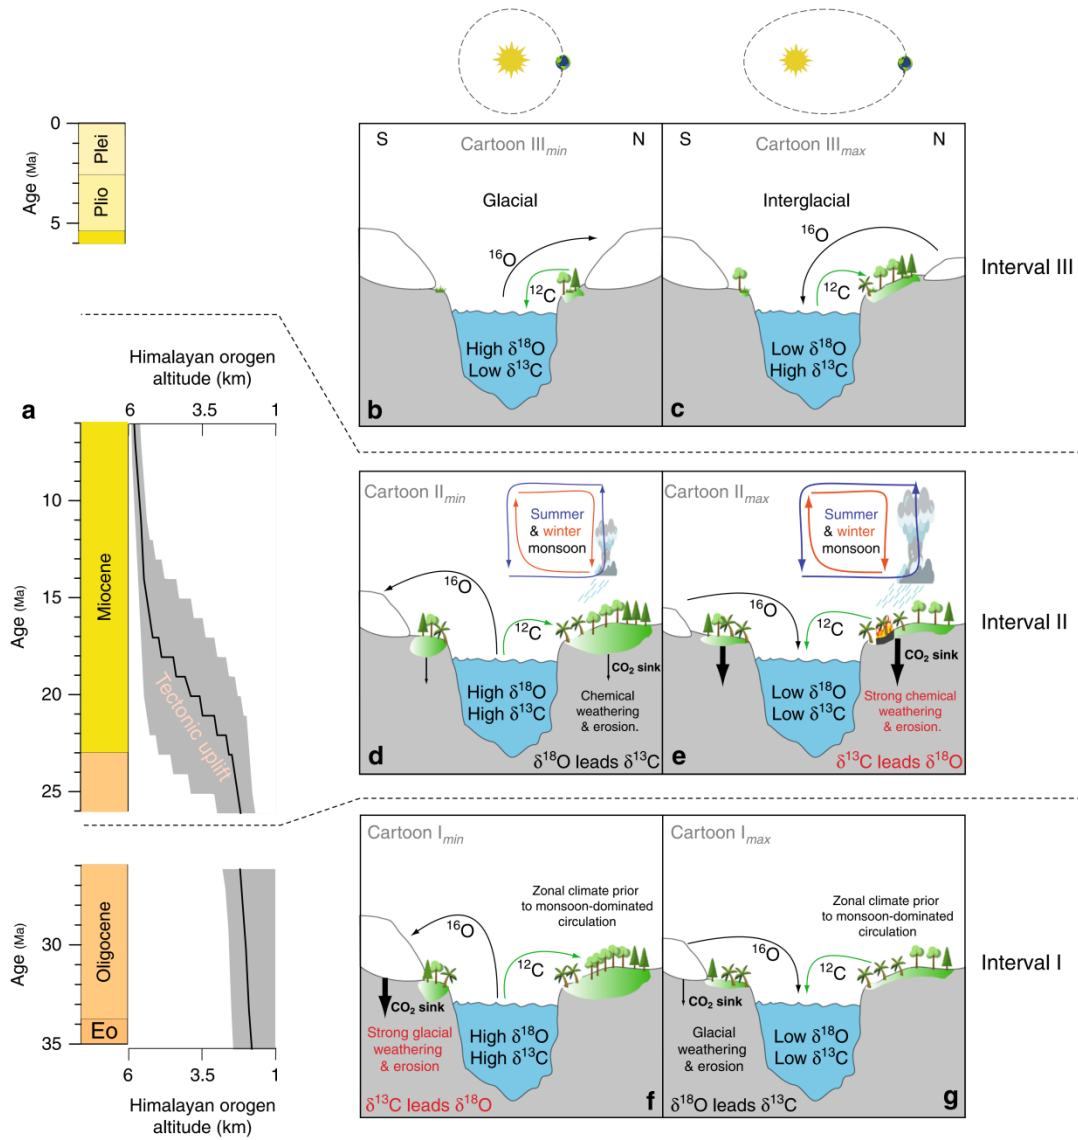 Cartoon III_min
S
N
Glacial
16O
12C
High δ18O
Low δ13C
b
Cartoon III_max
S
N
Interglacial
16O
12C
Low δ18O
High δ13C
c
Interval III
0
5
Age (Ma)
Plei
Plio
a
Himalayan orogen
altitude (km)
6
3.5
1
10
15
20
25
Age (Ma)
Miocene
Tectonic uplift
Cartoon II_min
Summer
& winter
monsoon
16O
12C
CO2 sink
High δ18O
High δ13C
Chemical
weathering
& erosion.
d
δ18O leads δ13C
Cartoon II_max
Summer
& winter
monsoon
16O
12C
CO2 sink
Low δ18O
Low δ13C
Strong chemical
weathering
& erosion.
e
δ13C leads δ18O
Interval II
30
35
Age (Ma)
Oligocene
Eo
6
3.5
1
Himalayan orogen
altitude (km)
Cartoon I_min
Zonal climate prior
to monsoon-dominated
circulation
16O
12C
CO2 sink
Strong glacial
weathering
& erosion
High δ18O
High δ13C
δ13C leads δ18O
f
Cartoon I_max
Zonal climate prior
to monsoon-dominated
circulation
16O
12C
CO2 sink
Glacial
weathering
& erosion
Low δ18O
Low δ13C
δ18O leads δ13C
g
Interval I